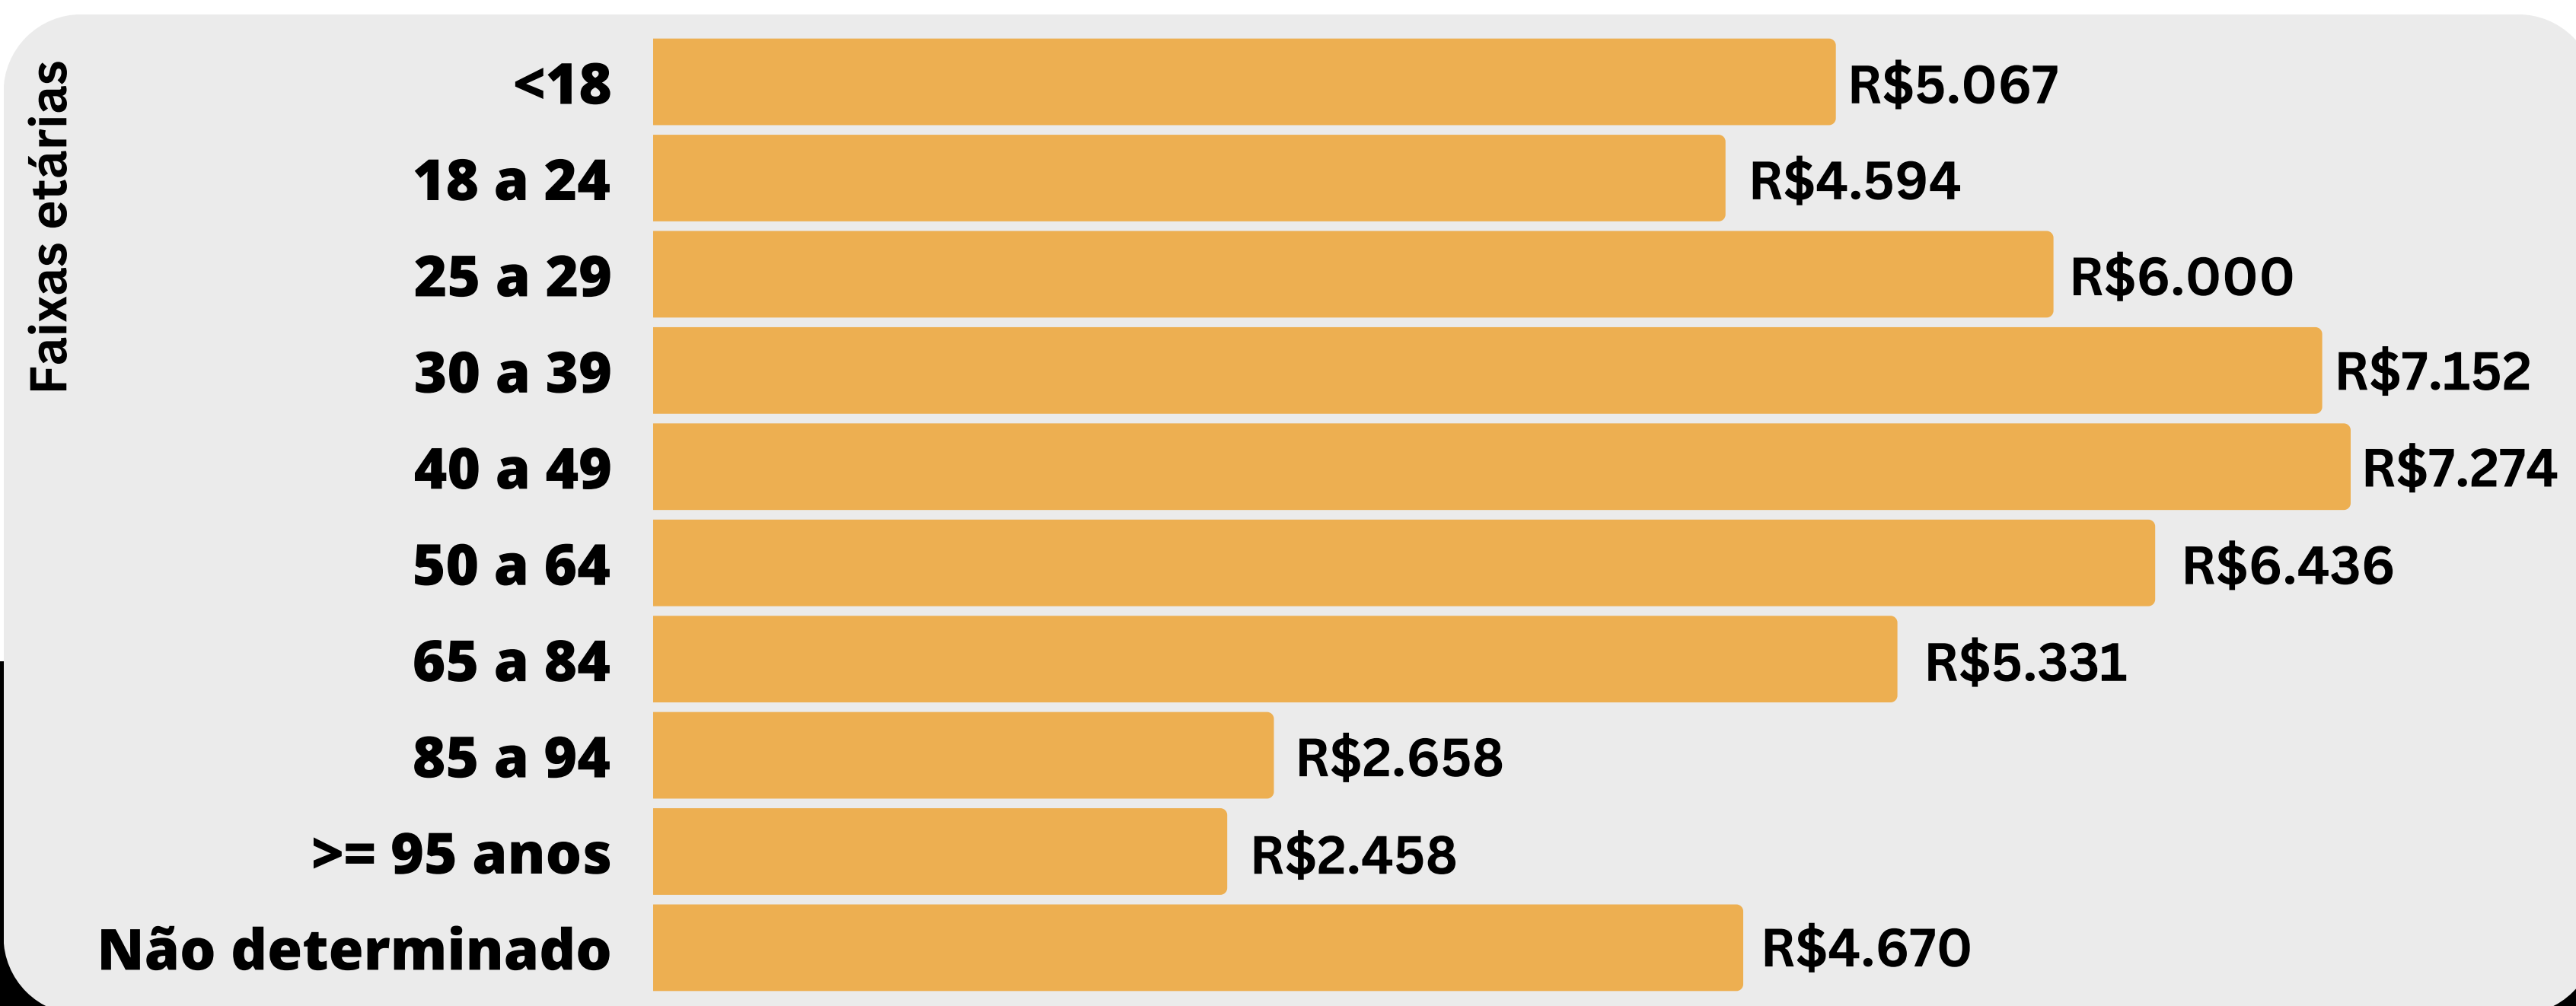 Faixas etárias
<18 R$5.067
18 a 24 R$4.594
25 a 29 R$6.000
30 a 39 R$7.152
40 a 49 R$7.274
50 a 64 R$6.436
65 a 84 R$5.331
85 a 94 R$2.658
>= 95 anos R$2.458
Não determinado R$4.670